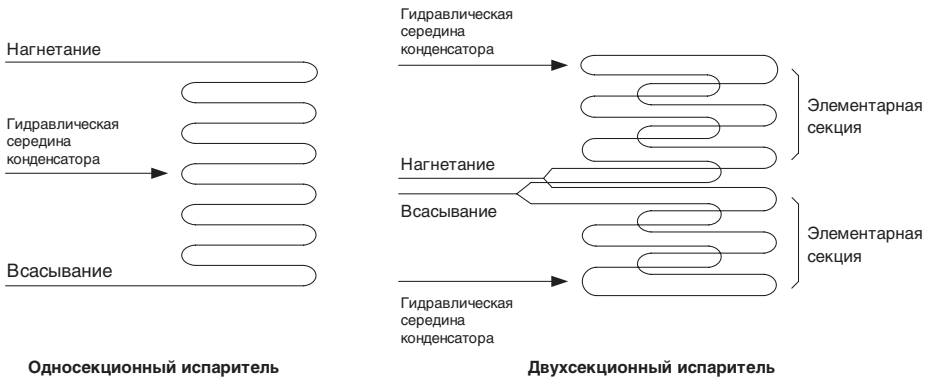 Нагнетание
Гидравлическая
середина
конденсатора
Всасывание
Односекционный испаритель
Гидравлическая
середина
конденсатора
Элементарная
секция
Нагнетание
Всасывание
Элементарная
секция
Гидравлическая
середина
конденсатора
Двухсекционный испаритель